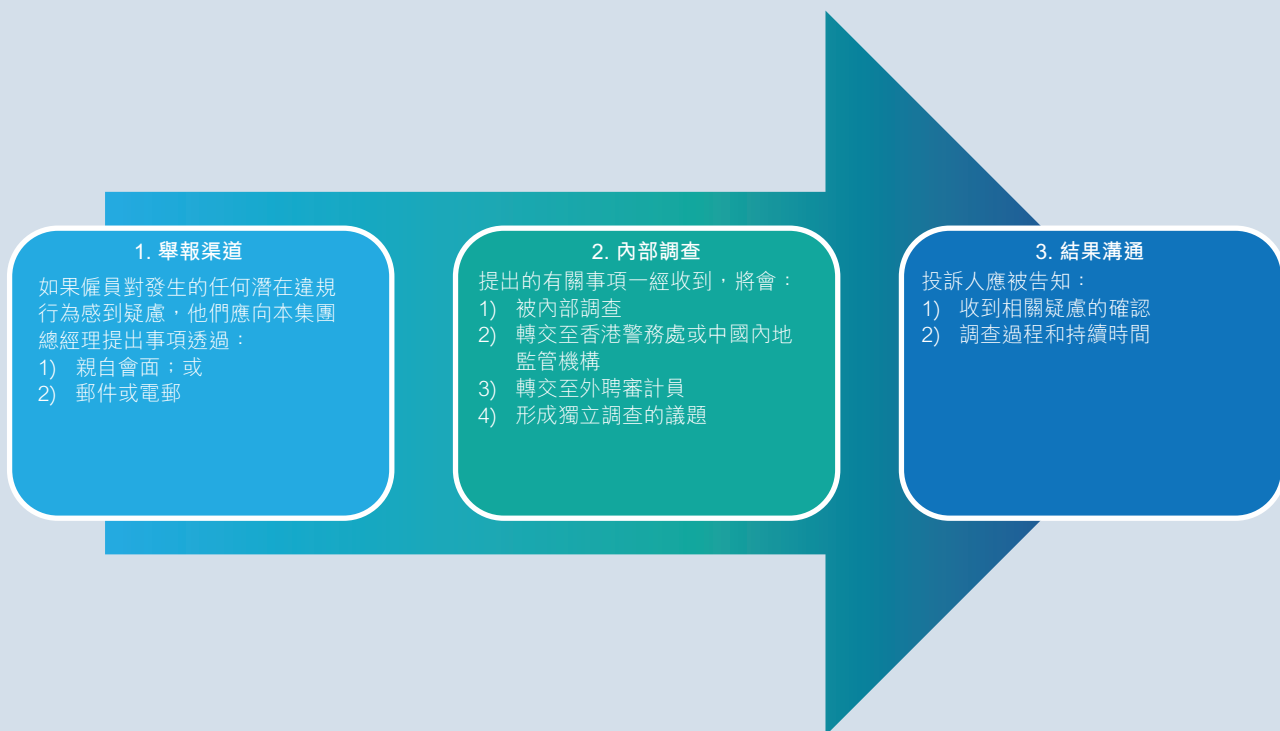 1. 舉報渠道
如果僱員對發生的任何潛在違規
行為感到疑慮，他們應向本集團
總經理提出事項透過：
1) 親自會面；或
2) 郵件或電郵
2. 內部調查
提出的有關事項一經收到，將會：
1) 被內部調查
2) 轉交至香港警務處或中國內地
監管機構
3) 轉交至外聘審計員
4) 形成獨立調查的議題
3. 結果溝通
投訴人應被告知：
1) 收到相關疑慮的確認
2) 調查過程和持續時間